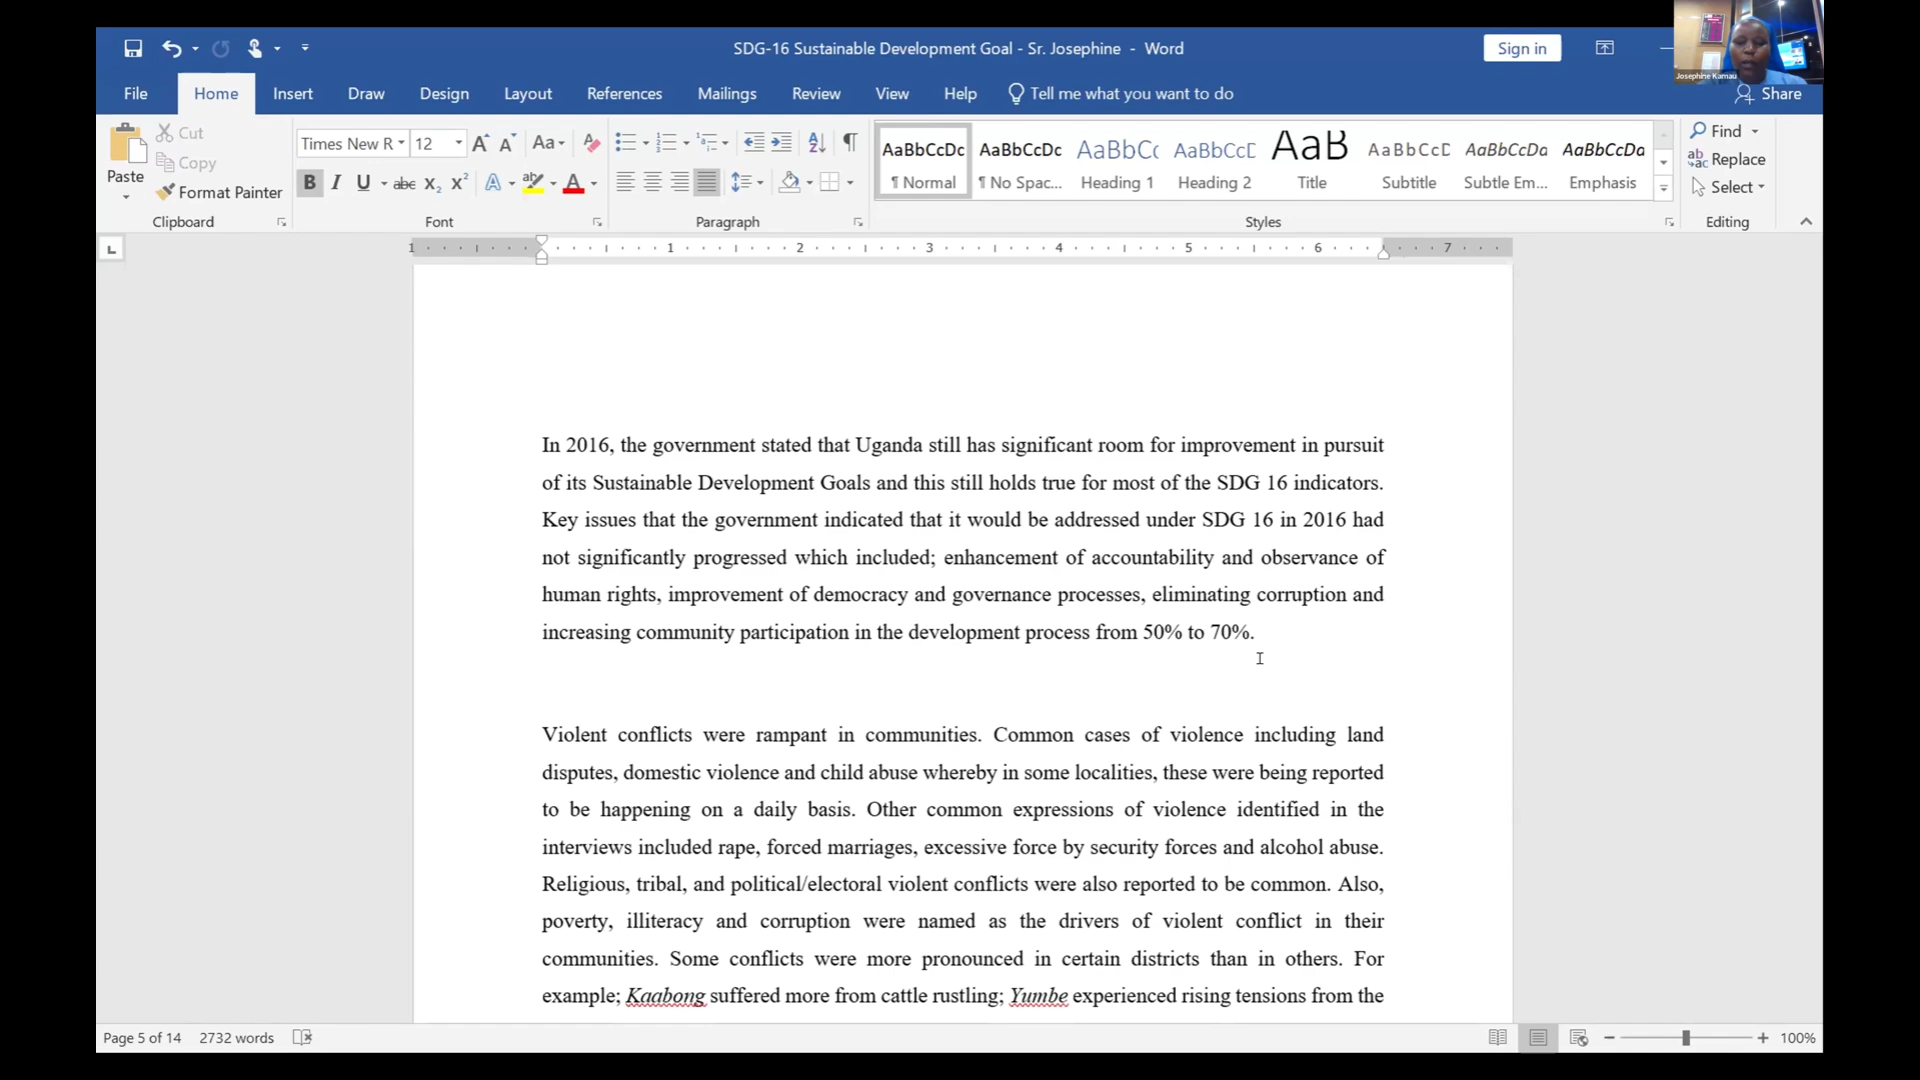 SDG-16 Sustainable Development Goal - Sr. Josephine - Word
Sign in
Josephine Kamau
File Home Insert Draw Design Layout References Mailings Review View Help Tell me what you want to do Share
Paste
Cut
Copy
Format Painter
Clipboard
Times New R 12
Font
Paragraph
AaBbCcDc AaBbCcDc AaBbC AaBbCcD AaB AaBbCcD AaBbCcDa AaBbCcDa
¶ Normal ¶ No Spac... Heading 1 Heading 2 Title Subtitle Subtle Em... Emphasis
Styles
Find
Replace
Select
Editing
1 1 2 3 4 5 6 7
In 2016, the government stated that Uganda still has significant room for improvement in pursuit
of its Sustainable Development Goals and this still holds true for most of the SDG 16 indicators.
Key issues that the government indicated that it would be addressed under SDG 16 in 2016 had
not significantly progressed which included; enhancement of accountability and observance of
human rights, improvement of democracy and governance processes, eliminating corruption and
increasing community participation in the development process from 50% to 70%.
Violent conflicts were rampant in communities. Common cases of violence including land
disputes, domestic violence and child abuse whereby in some localities, these were being reported
to be happening on a daily basis. Other common expressions of violence identified in the
interviews included rape, forced marriages, excessive force by security forces and alcohol abuse.
Religious, tribal, and political/electoral violent conflicts were also reported to be common. Also,
poverty, illiteracy and corruption were named as the drivers of violent conflict in their
communities. Some conflicts were more pronounced in certain districts than in others. For
example; Kaabong suffered more from cattle rustling; Yumbe experienced rising tensions from the
Page 5 of 14 2732 words 100%